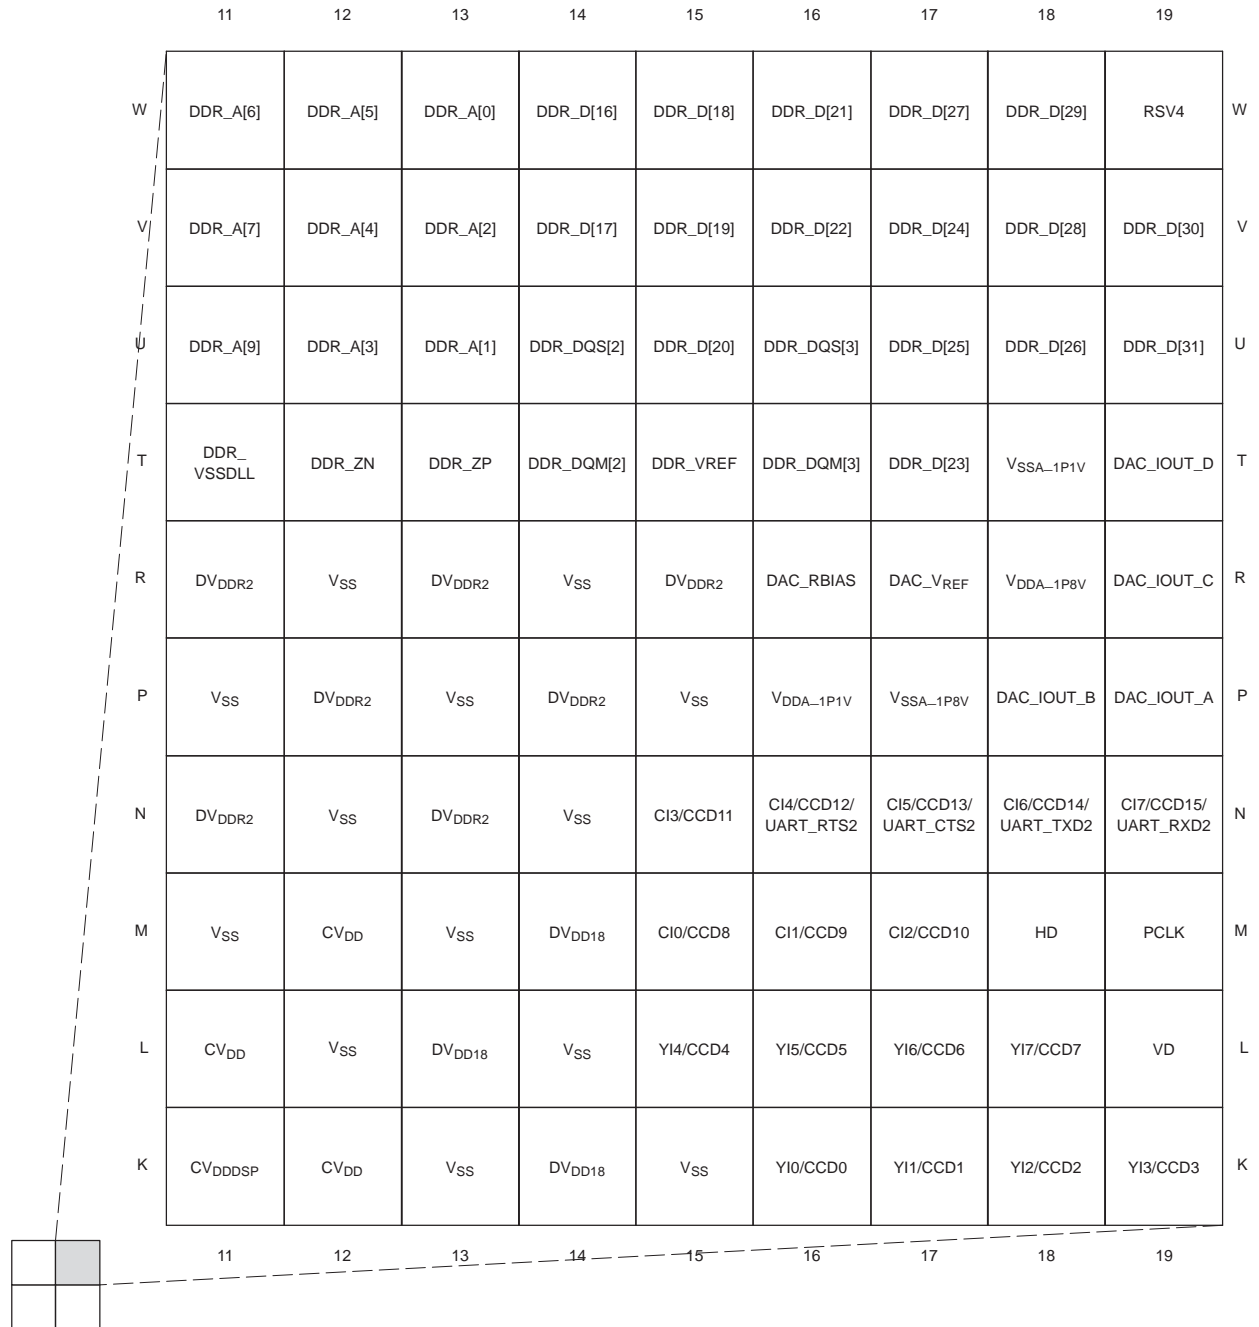 11 12 13 14 15 16 17 18 19
W DDR_A[6] DDR_A[5] DDR_A[0] DDR_D[16] DDR_D[18] DDR_D[21] DDR_D[27] DDR_D[29] RSV4 W
V DDR_A[7] DDR_A[4] DDR_A[2] DDR_D[17] DDR_D[19] DDR_D[22] DDR_D[24] DDR_D[28] DDR_D[30] V
U DDR_A[9] DDR_A[3] DDR_A[1] DDR_DQS[2] DDR_D[20] DDR_DQS[3] DDR_D[25] DDR_D[26] DDR_D[31] U
T DDR_ VSSDLL DDR_ZN DDR_ZP DDR_DQM[2] DDR_VREF DDR_DQM[3] DDR_D[23] VSSA_1P1V DAC_IOUT_D T
R DVDDR2 VSS DVDDR2 VSS DVDDR2 DAC_RBIAS DAC_VREF VDDA_1P8V DAC_IOUT_C R
P VSS DVDDR2 VSS DVDDR2 VSS VDDA_1P1V VSSA_1P8V DAC_IOUT_B DAC_IOUT_A P
N DVDDR2 VSS DVDDR2 VSS CI3/CCD11 CI4/CCD12/ UART_RTS2 CI5/CCD13/ UART_CTS2 CI6/CCD14/ UART_TXD2 CI7/CCD15/ UART_RXD2 N
M VSS CVDD VSS DVDD18 CI0/CCD8 CI1/CCD9 CI2/CCD10 HD PCLK M
L CVDD VSS DVDD18 VSS YI4/CCD4 YI5/CCD5 YI6/CCD6 YI7/CCD7 VD L
K CVDDDSP CVDD VSS DVDD18 VSS YI0/CCD0 YI1/CCD1 YI2/CCD2 YI3/CCD3 K
11 12 13 14 15 16 17 18 19